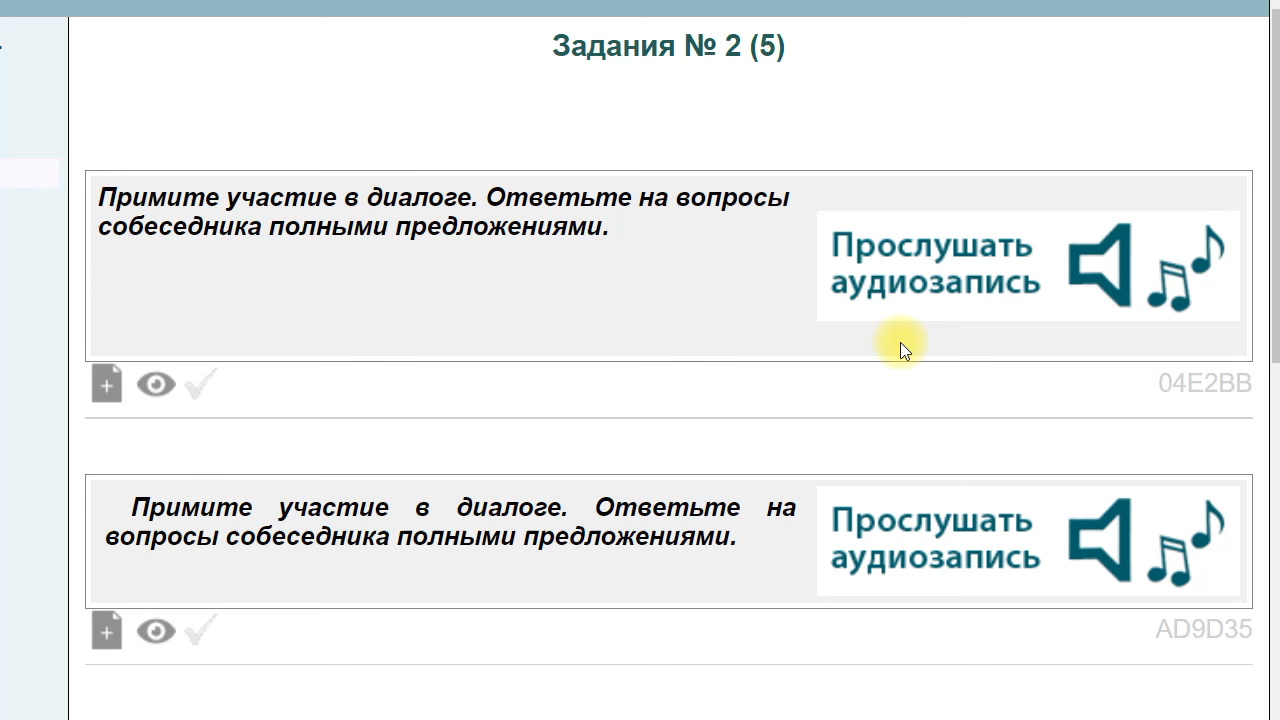 Задания № 2 (5)
Примите участие в диалоге. Ответьте на вопросы
собеседника полными предложениями.
Прослушать
аудиозапись
04E2BB
Примите участие в диалоге. Ответьте на
вопросы собеседника полными предложениями.
Прослушать
аудиозапись
AD9D35